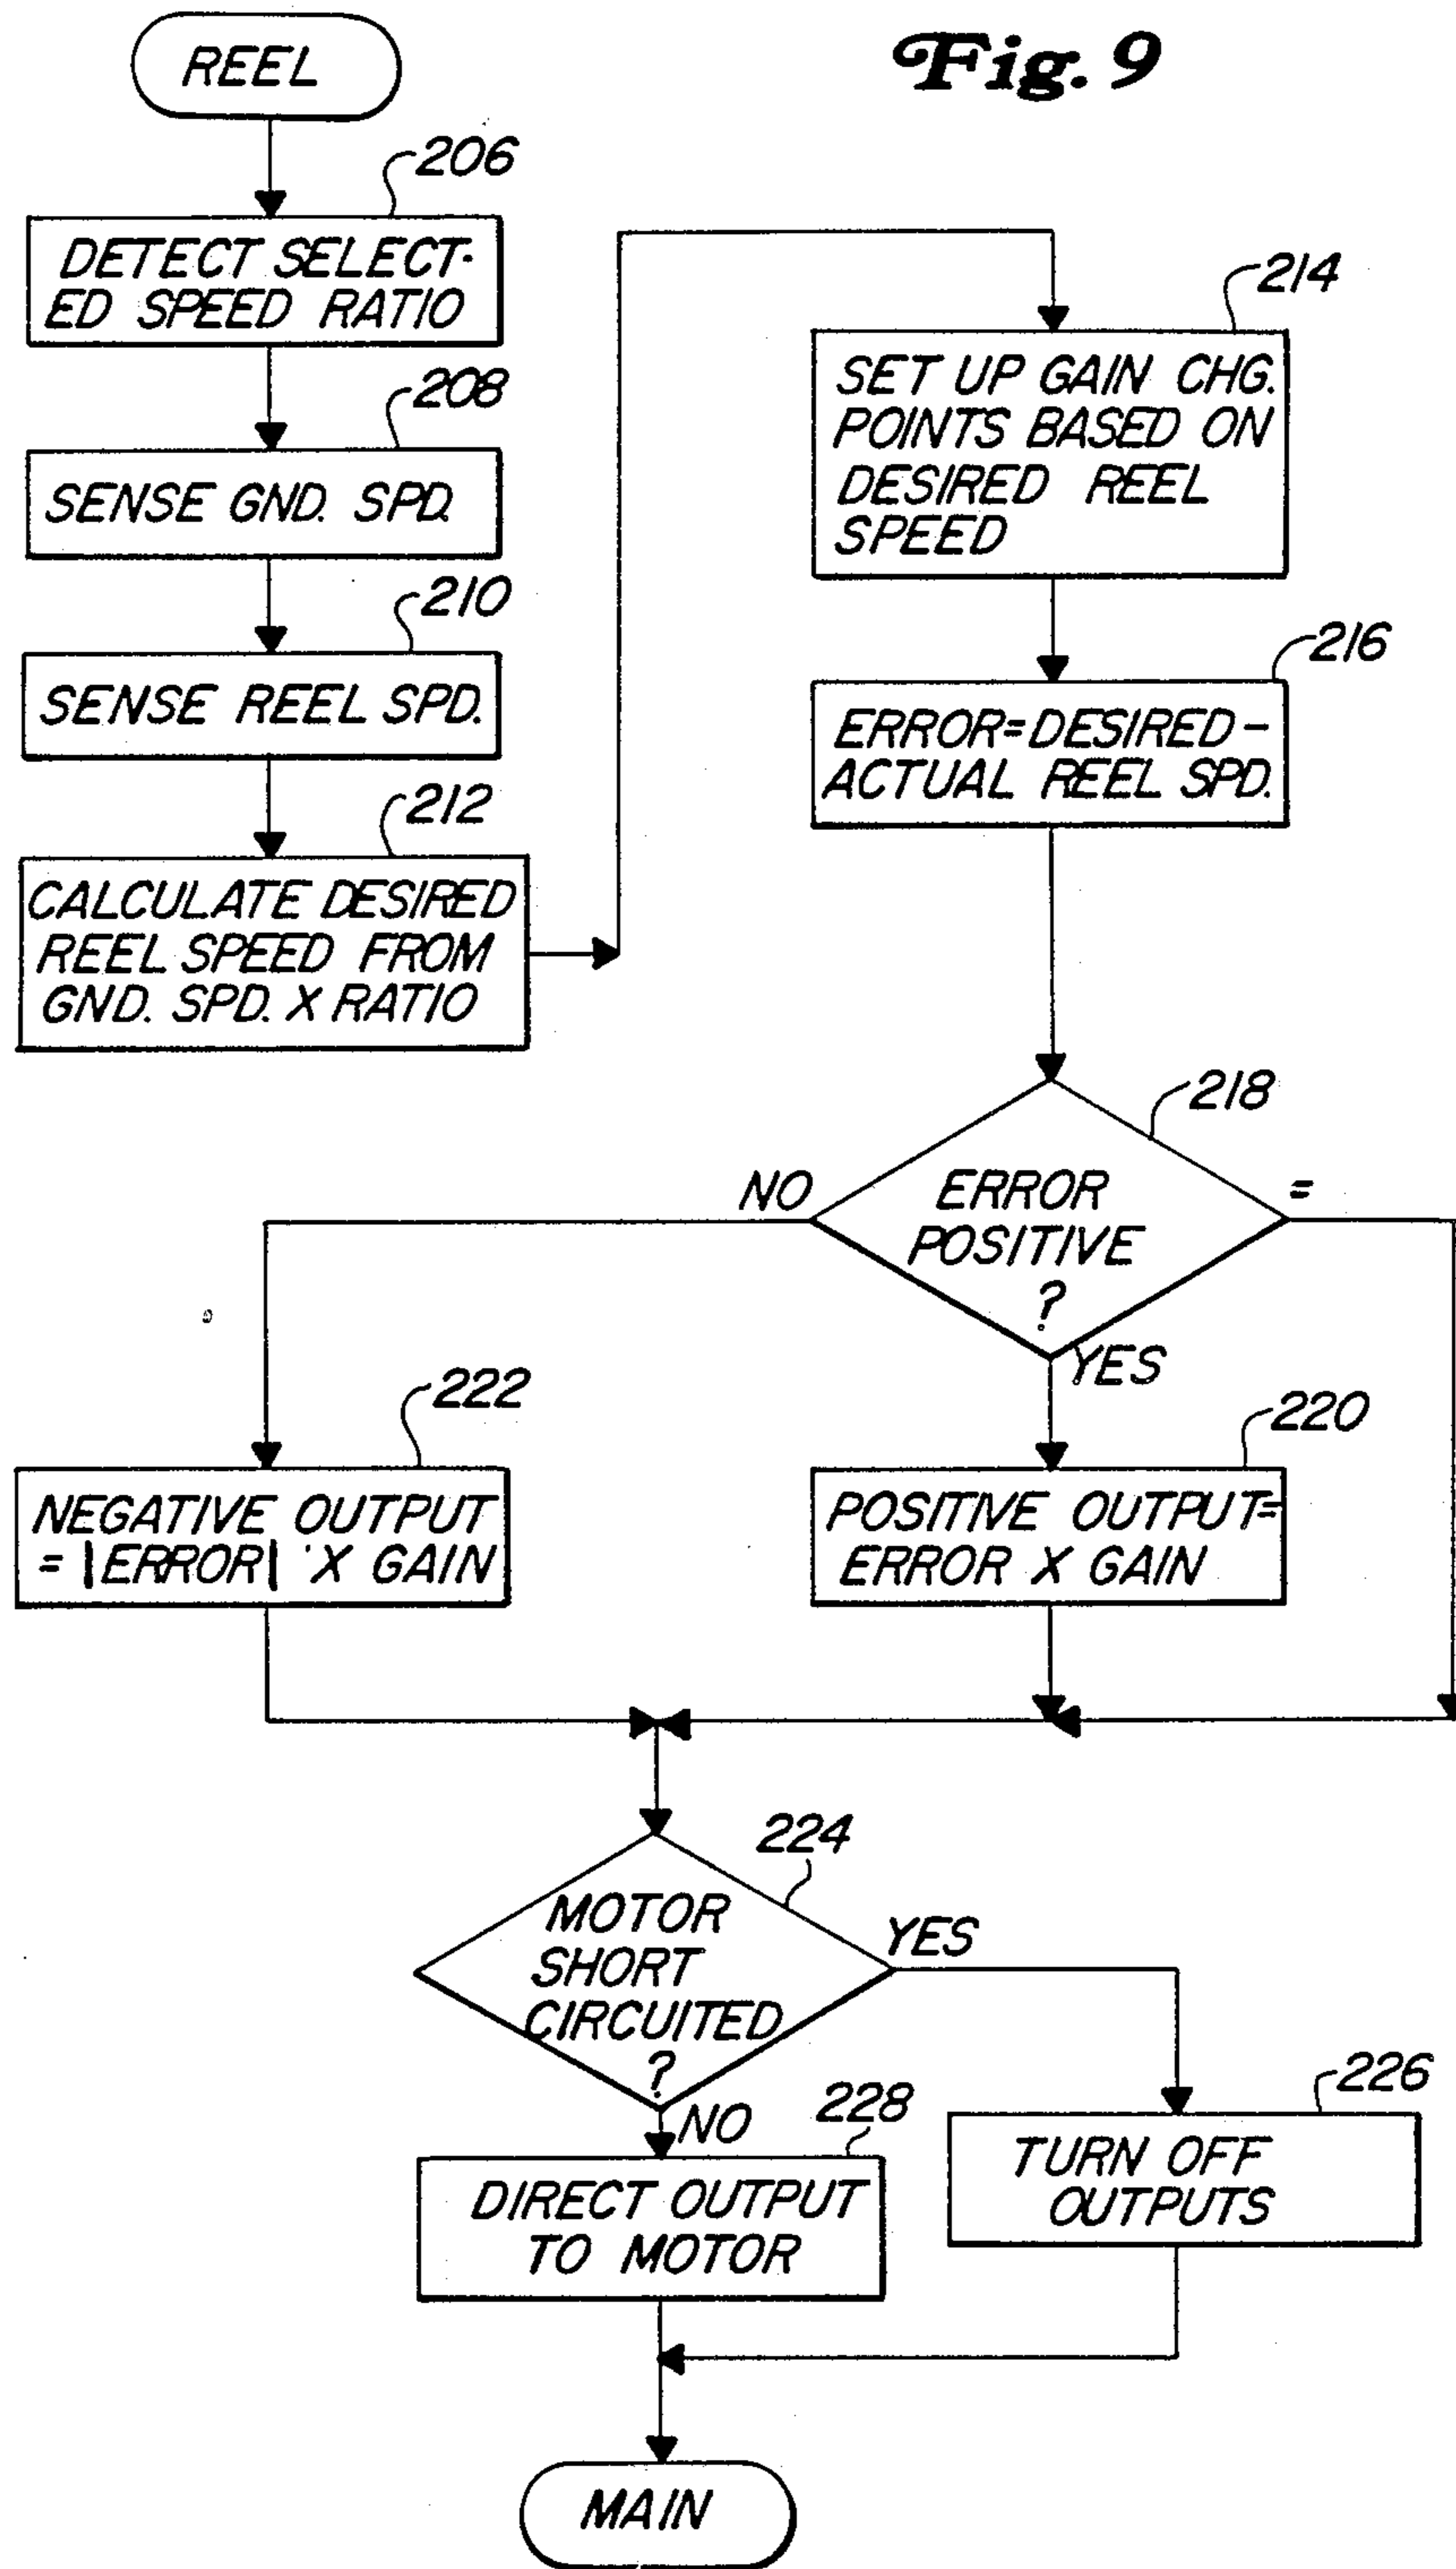 Fig. 9
REEL
206
DETECT SELECT-
ED SPEED RATIO
208
SENSE GND. SPD.
210
SENSE REEL SPD.
212
CALCULATE DESIRED
REEL SPEED FROM
GND. SPD. X RATIO
214
SET UP GAIN CHG.
POINTS BASED ON
DESIRED REEL
SPEED
216
ERROR=DESIRED-
ACTUAL REEL SPD.
218
ERROR
POSITIVE
?
NO
=
YES
222
NEGATIVE OUTPUT
= |ERROR| X GAIN
220
POSITIVE OUTPUT=
ERROR X GAIN
224
MOTOR
SHORT
CIRCUITED
?
YES
NO
228
DIRECT OUTPUT
TO MOTOR
226
TURN OFF
OUTPUTS
MAIN